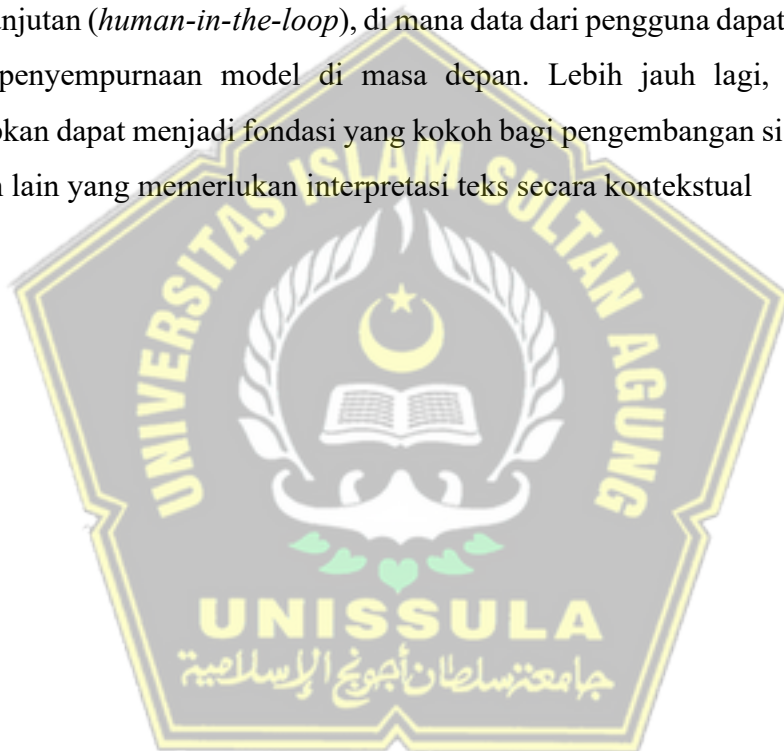 njutan (human-in-the-loop), di mana data dari pengguna dapat
penyempurnaan model di masa depan. Lebih jauh lagi,
okan dapat menjadi fondasi yang kokoh bagi pengembangan si
lain yang memerlukan interpretasi teks secara kontekstual
UNIVERSITAS ISLAM SULTAN AGUNG
UNISSULA
جامعة سلطان أجونج الإسلامية